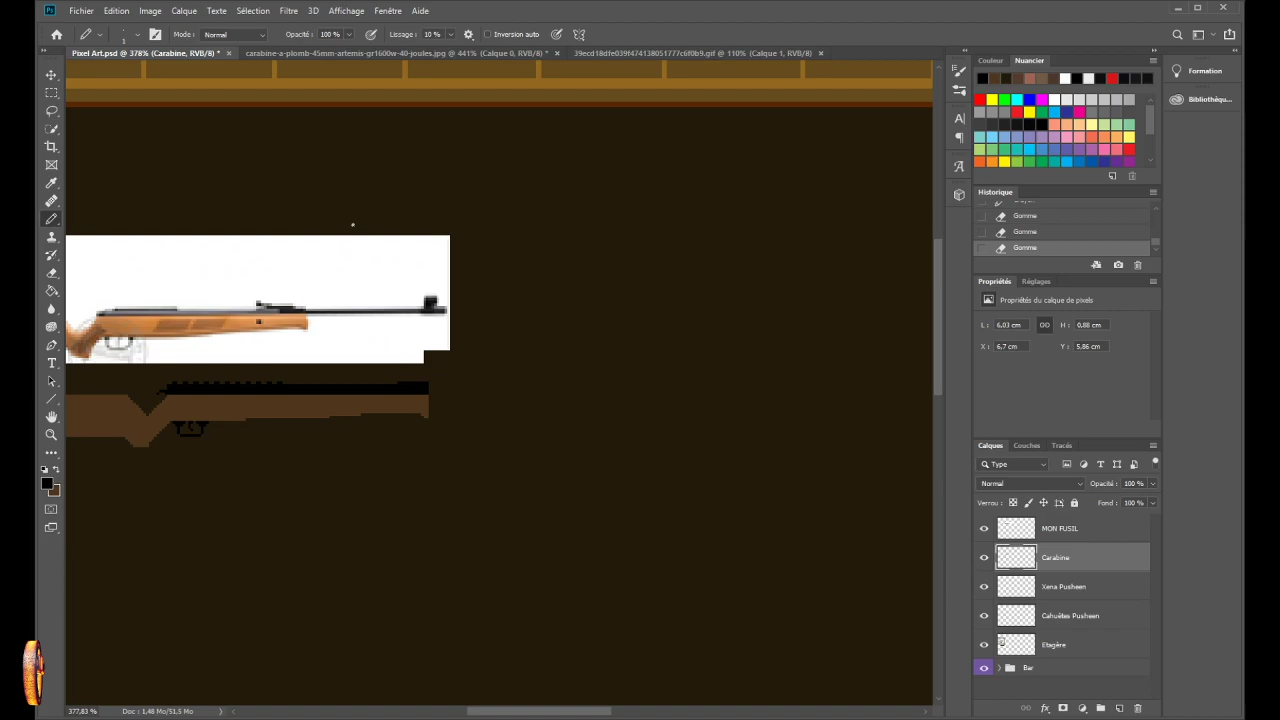 Ps Fichier Edition Image Calque Texte Sélection Filtre 3D Affichage Fenêtre Aide
1 Mode : Normal Opacité : 100 % Lissage : 10 % Inversion auto
Pixel Art.psd @ 378% (Carabine, RVB/8) * × carabine-a-plomb-45mm-artemis-gr1600w-40-joules.jpg @ 441% (Calque 0, RVB/8) * × 39ecd18dfe039f474138051777c6f0b9.gif @ 110% (Calque 1, RVB/8) ×
Couleur Nuancier
Formation
Bibliothèqu...
Historique
Gomme
Gomme
Gomme
Propriétés Réglages
Propriétés du calque de pixels
L : 6,03 cm H : 0,88 cm
X : 6,7 cm Y : 5,86 cm
Calques Couches Tracés
Type
Normal Opacité : 100 %
Verrou : Fond : 100 %
MON FUSIL
Carabine
Xena Pusheen
Cahuètes Pusheen
Etagère
Bar
377,83 % Doc : 1,48 Mo/51,5 Mo